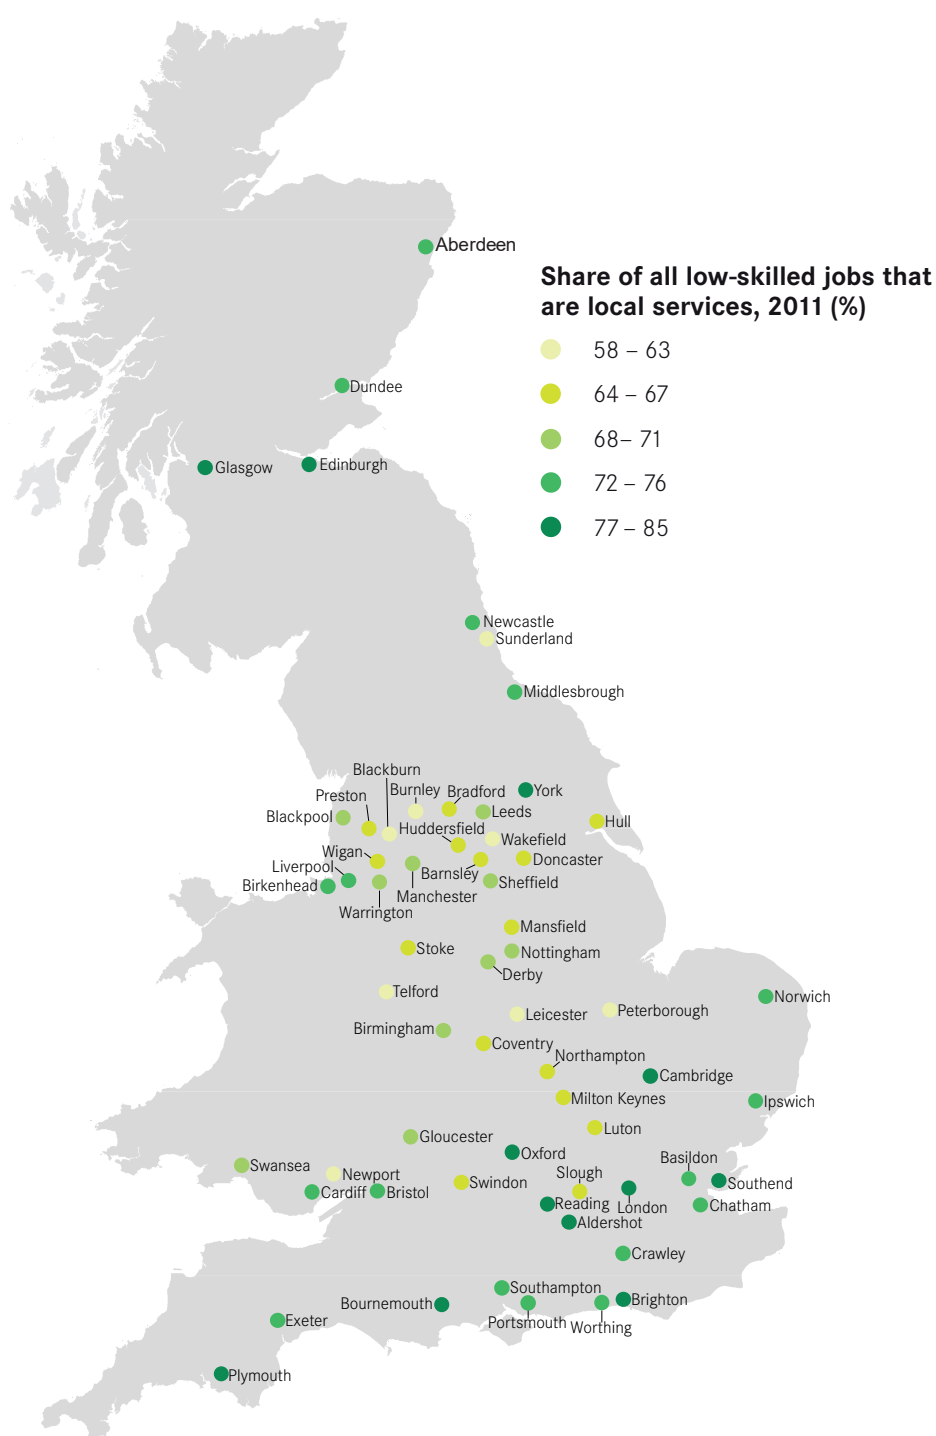 Aberdeen
Share of all low-skilled jobs that
are local services, 2011 (%)
58 – 63
64 – 67
68– 71
72 – 76
77 – 85
Dundee
Glasgow
Edinburgh
Newcastle
Sunderland
Middlesbrough
Blackburn
Burnley
Bradford
York
Preston
Blackpool
Leeds
Huddersfield
Hull
Wakefield
Wigan
Doncaster
Liverpool
Barnsley
Birkenhead
Sheffield
Manchester
Warrington
Mansfield
Stoke
Nottingham
Derby
Telford
Norwich
Leicester
Peterborough
Birmingham
Coventry
Northampton
Cambridge
Milton Keynes
Ipswich
Luton
Gloucester
Oxford
Basildon
Swansea
Newport
Slough
Swindon
Southend
Cardiff
Bristol
Reading
London
Chatham
Aldershot
Crawley
Southampton
Bournemouth
Brighton
Exeter
Portsmouth
Worthing
Plymouth